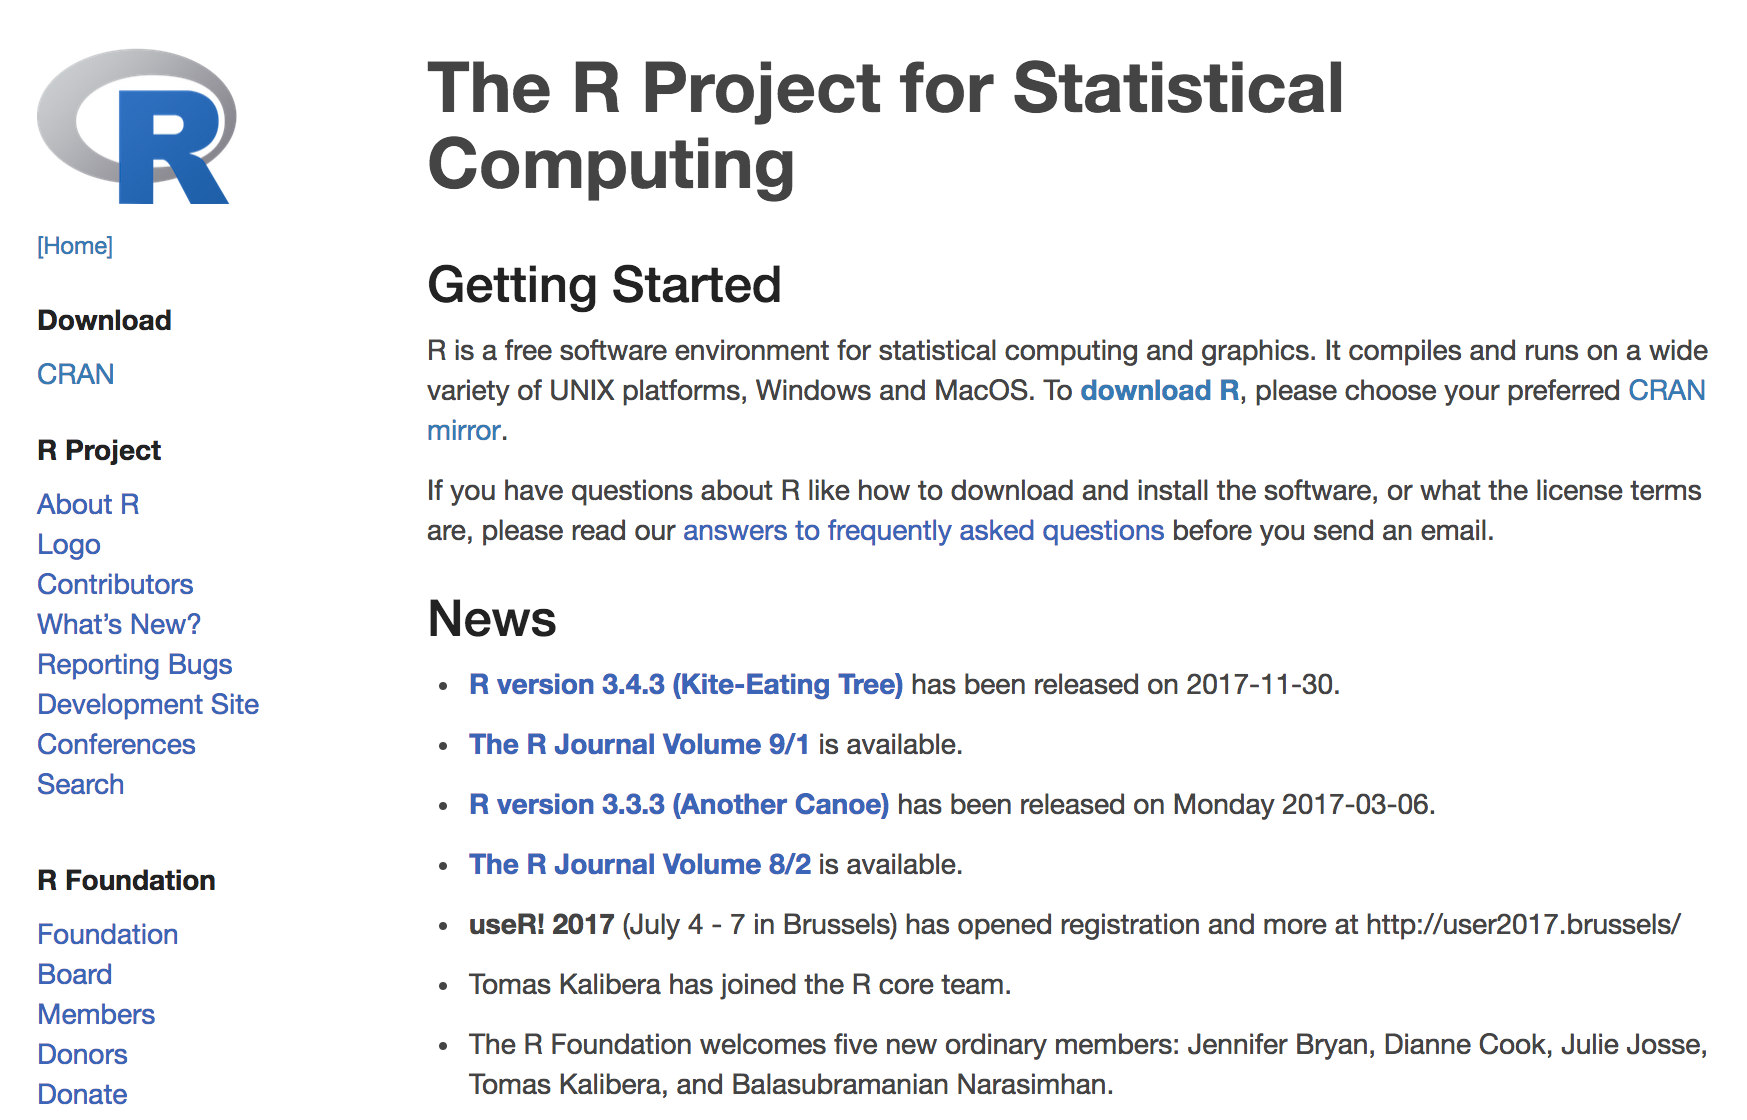 R
[Home]
Download
CRAN
R Project
About R
Logo
Contributors
What’s New?
Reporting Bugs
Development Site
Conferences
Search
R Foundation
Foundation
Board
Members
Donors
Donate
The R Project for Statistical
Computing
Getting Started
R is a free software environment for statistical computing and graphics. It compiles and runs on a wide
variety of UNIX platforms, Windows and MacOS. To download R, please choose your preferred CRAN
mirror.
If you have questions about R like how to download and install the software, or what the license terms
are, please read our answers to frequently asked questions before you send an email.
News
• R version 3.4.3 (Kite-Eating Tree) has been released on 2017-11-30.
• The R Journal Volume 9/1 is available.
• R version 3.3.3 (Another Canoe) has been released on Monday 2017-03-06.
• The R Journal Volume 8/2 is available.
• useR! 2017 (July 4 - 7 in Brussels) has opened registration and more at http://user2017.brussels/
• Tomas Kalibera has joined the R core team.
• The R Foundation welcomes five new ordinary members: Jennifer Bryan, Dianne Cook, Julie Josse,
Tomas Kalibera, and Balasubramanian Narasimhan.